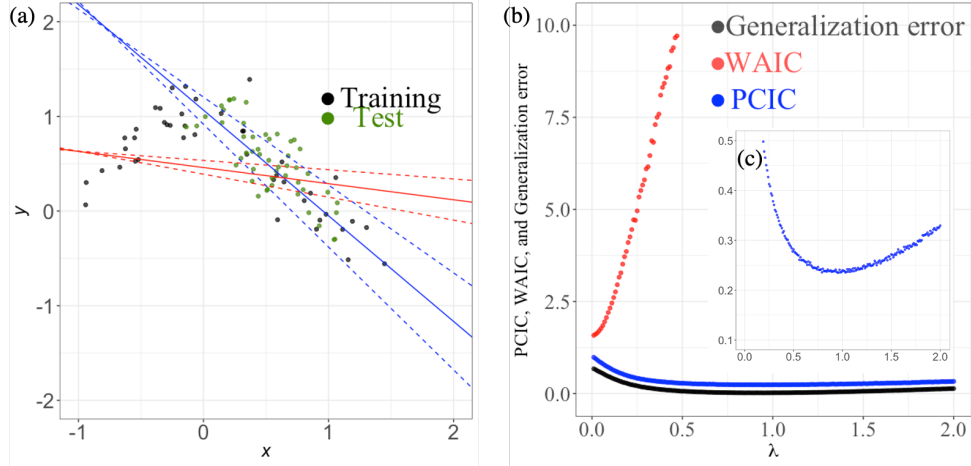 (a)
2
1
0
-1
-2
y
-1
0
1
2
x
Training
Test
(b)
10.0
7.5
5.0
2.5
0.0
PCIC, WAIC, and Generalization error
0.0
0.5
1.0
1.5
2.0
λ
Generalization error
WAIC
PCIC
(c)
0.5
0.4
0.3
0.2
0.1
0.0
0.5
1.0
1.5
2.0